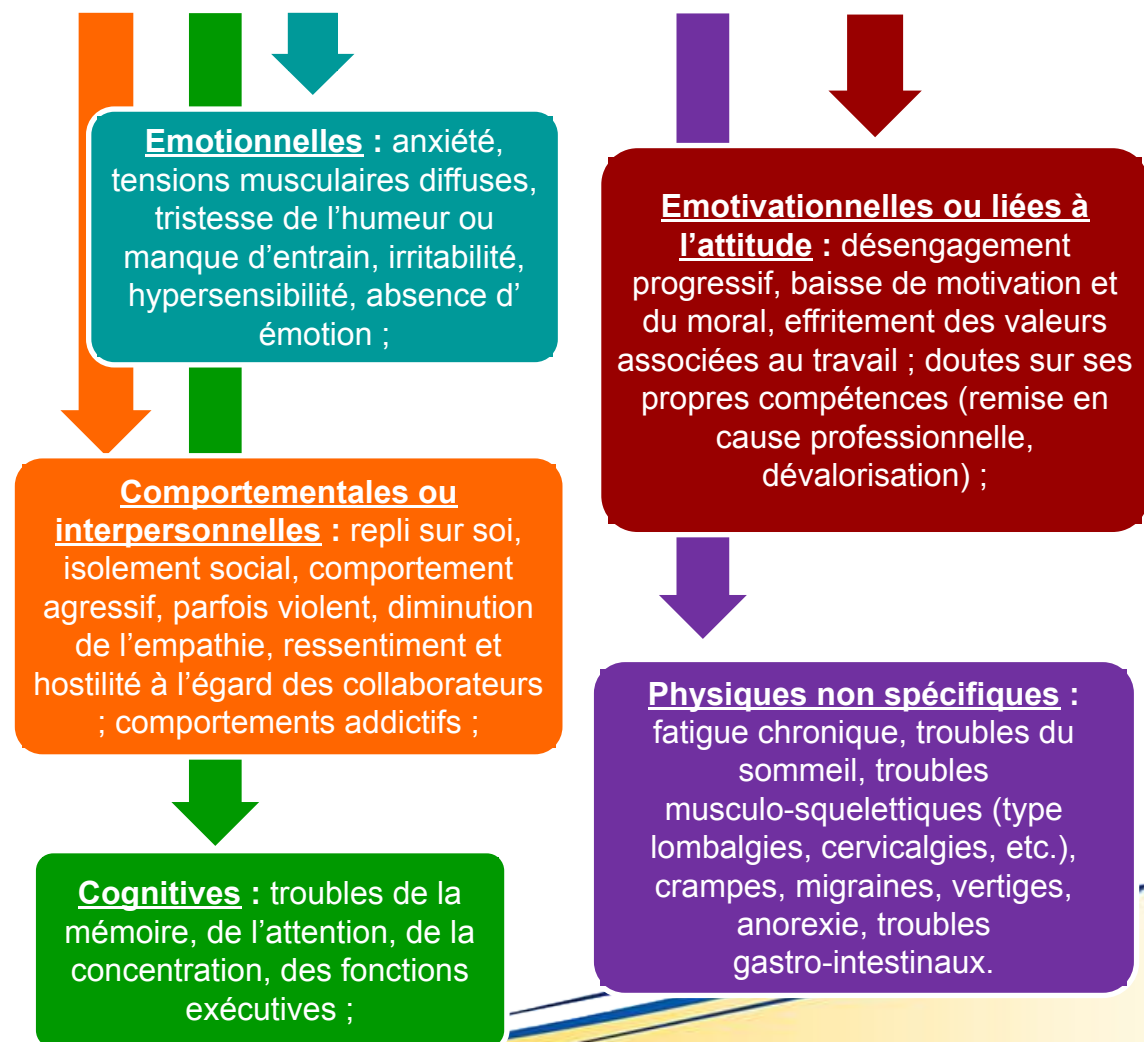 Emotionnelles : anxiété,
tensions musculaires diffuses,
tristesse de l’humeur ou
manque d’entrain, irritabilité,
hypersensibilité, absence d’
émotion ;
Comportementales ou
interpersonnelles : repli sur soi,
isolement social, comportement
agressif, parfois violent, diminution
de l’empathie, ressentiment et
hostilité à l’égard des collaborateurs
; comportements addictifs ;
Cognitives : troubles de la
mémoire, de l’attention, de la
concentration, des fonctions
exécutives ;
Emotivationnelles ou liées à
l’attitude : désengagement
progressif, baisse de motivation et
du moral, effritement des valeurs
associées au travail ; doutes sur ses
propres compétences (remise en
cause professionnelle,
dévalorisation) ;
Physiques non spécifiques :
fatigue chronique, troubles du
sommeil, troubles
musculo-squelettiques (type
lombalgies, cervicalgies, etc.),
crampes, migraines, vertiges,
anorexie, troubles
gastro-intestinaux.